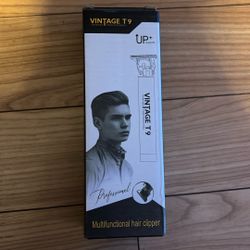 VINTAGE T9
UP+
VINTAGE T9
Professional
Multifunctional hair clipper